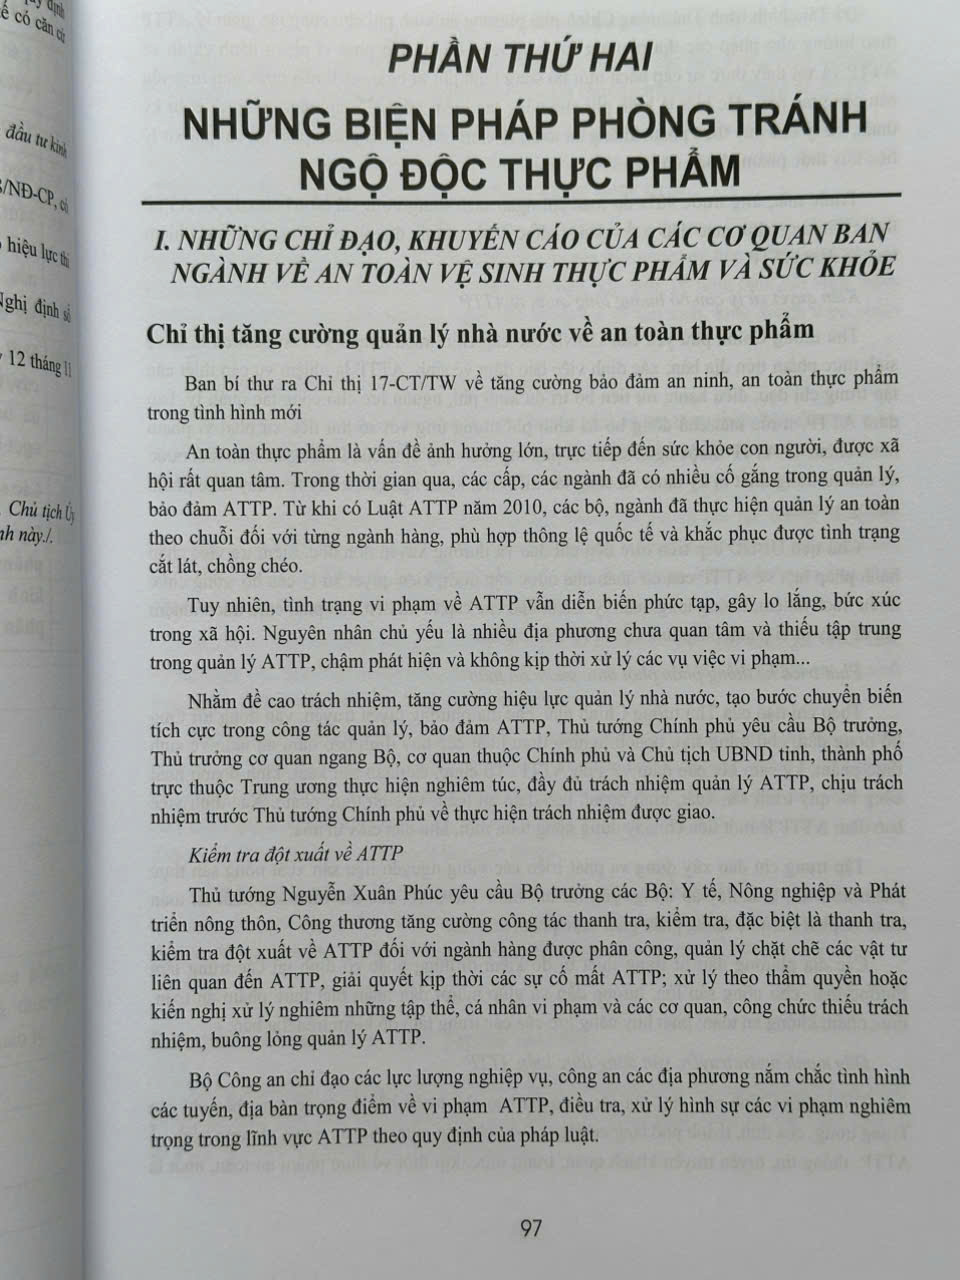 đầu tư kinh
/NĐ-CP, có
hiệu lực thi
Nghị định số
12 tháng 11
Chủ tịch Ủy
nh này./.
PHẦN THỨ HAI
NHỮNG BIỆN PHÁP PHÒNG TRÁNH
NGỘ ĐỘC THỰC PHẨM
I. NHỮNG CHỈ ĐẠO, KHUYẾN CÁO CỦA CÁC CƠ QUAN BAN
NGÀNH VỀ AN TOÀN VỆ SINH THỰC PHẨM VÀ SỨC KHỎE
Chỉ thị tăng cường quản lý nhà nước về an toàn thực phẩm
Ban bí thư ra Chỉ thị 17-CT/TW về tăng cường bảo đảm an ninh, an toàn thực phẩm
trong tình hình mới
An toàn thực phẩm là vấn đề ảnh hưởng lớn, trực tiếp đến sức khỏe con người, được xã
hội rất quan tâm. Trong thời gian qua, các cấp, các ngành đã có nhiều cố gắng trong quản lý,
bảo đảm ATTP. Từ khi có Luật ATTP năm 2010, các bộ, ngành đã thực hiện quản lý an toàn
theo chuỗi đối với từng ngành hàng, phù hợp thông lệ quốc tế và khắc phục được tình trạng
cắt lát, chồng chéo.
Tuy nhiên, tình trạng vi phạm về ATTP vẫn diễn biến phức tạp, gây lo lắng, bức xúc
trong xã hội. Nguyên nhân chủ yếu là nhiều địa phương chưa quan tâm và thiếu tập trung
trong quản lý ATTP, chậm phát hiện và không kịp thời xử lý các vụ việc vi phạm...
Nhằm đề cao trách nhiệm, tăng cường hiệu lực quản lý nhà nước, tạo bước chuyển biến
tích cực trong công tác quản lý, bảo đảm ATTP, Thủ tướng Chính phủ yêu cầu Bộ trưởng,
Thủ trưởng cơ quan ngang Bộ, cơ quan thuộc Chính phủ và Chủ tịch UBND tỉnh, thành phố
trực thuộc Trung ương thực hiện nghiêm túc, đầy đủ trách nhiệm quản lý ATTP, chịu trách
nhiệm trước Thủ tướng Chính phủ về thực hiện trách nhiệm được giao.
Kiểm tra đột xuất về ATTP
Thủ tướng Nguyễn Xuân Phúc yêu cầu Bộ trưởng các Bộ: Y tế, Nông nghiệp và Phát
triển nông thôn, Công thương tăng cường công tác thanh tra, kiểm tra, đặc biệt là thanh tra,
kiểm tra đột xuất về ATTP đối với ngành hàng được phân công, quản lý chặt chẽ các vật tư
liên quan đến ATTP, giải quyết kịp thời các sự cố mất ATTP; xử lý theo thẩm quyền hoặc
kiến nghị xử lý nghiêm những tập thể, cá nhân vi phạm và các cơ quan, công chức thiếu trách
nhiệm, buông lỏng quản lý ATTP.
Bộ Công an chỉ đạo các lực lượng nghiệp vụ, công an các địa phương nắm chắc tình hình
các tuyến, địa bàn trọng điểm về vi phạm ATTP, điều tra, xử lý hình sự các vi phạm nghiêm
trọng trong lĩnh vực ATTP theo quy định của pháp luật.
97